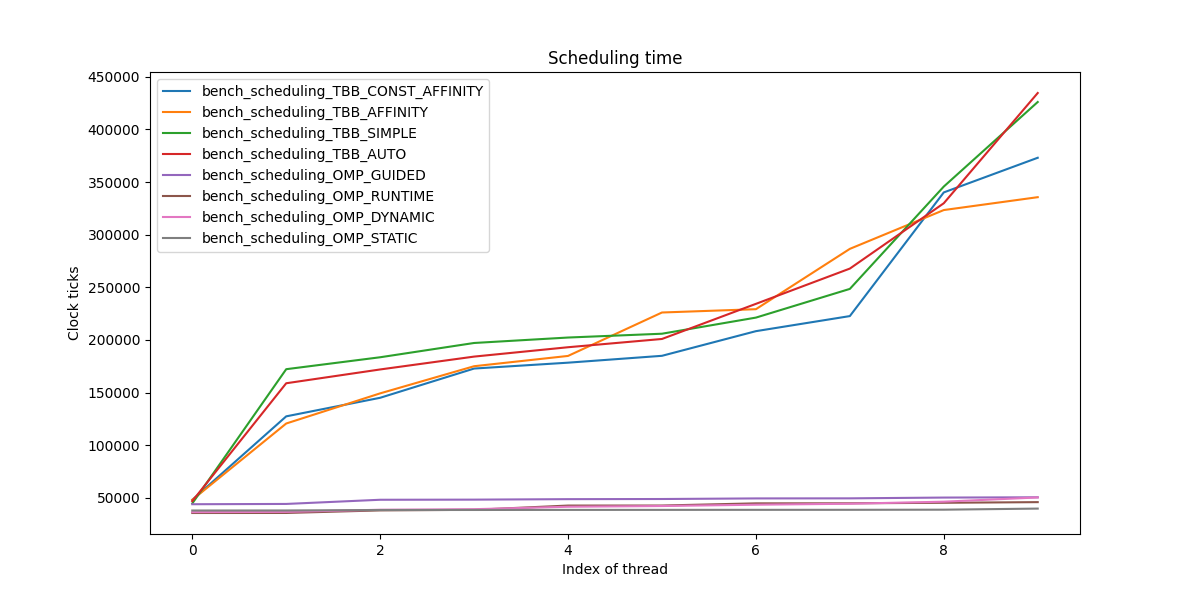 Scheduling time
450000
400000
350000
300000
250000
200000
150000
100000
50000
Clock ticks
bench_scheduling_TBB_CONST_AFFINITY
bench_scheduling_TBB_AFFINITY
bench_scheduling_TBB_SIMPLE
bench_scheduling_TBB_AUTO
bench_scheduling_OMP_GUIDED
bench_scheduling_OMP_RUNTIME
bench_scheduling_OMP_DYNAMIC
bench_scheduling_OMP_STATIC
0 2 4 6 8
Index of thread